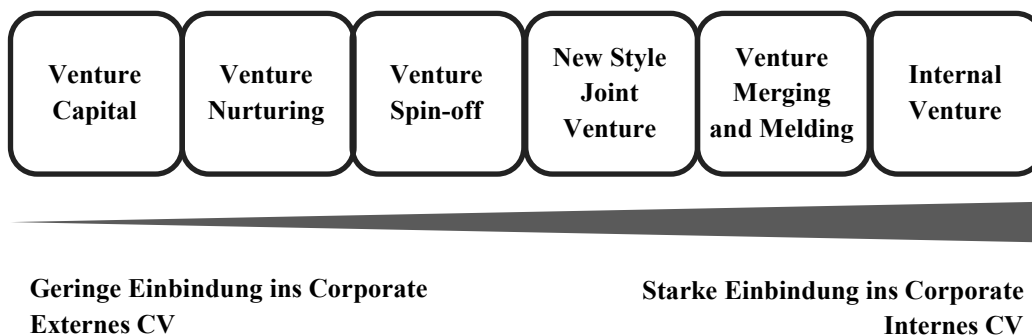 Venture
Capital
Venture
Nurturing
Venture
Spin-off
New Style
Joint
Venture
Venture
Merging
and Melding
Internal
Venture
Geringe Einbindung ins Corporate
Externes CV
Starke Einbindung ins Corporate
Internes CV